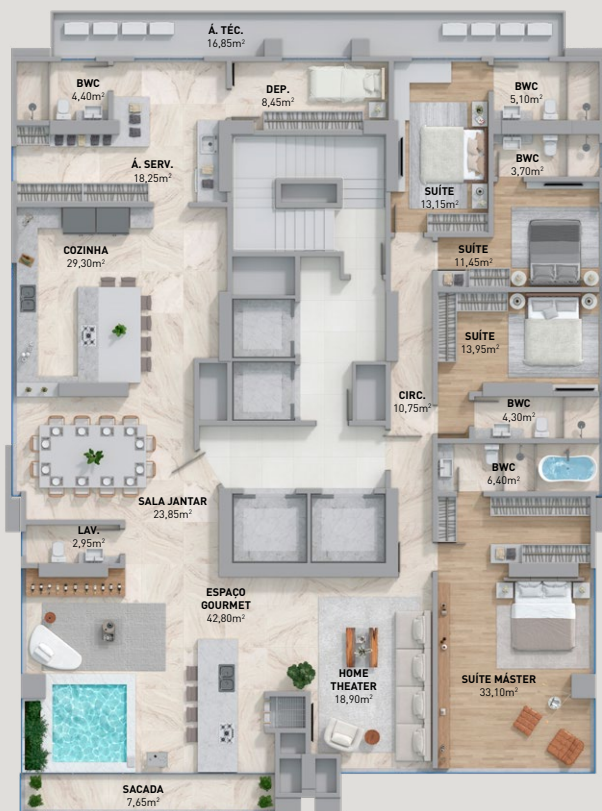 Á. TÉC.
16,85m²
BWC
4,40m²
DEP.
8,45m²
BWC
5,10m²
BWC
3,70m²
Á. SERV.
18,25m²
SUÍTE
13,15m²
COZINHA
29,30m²
SUÍTE
11,45m²
SUÍTE
13,95m²
CIRC.
10,75m²
BWC
4,30m²
BWC
6,40m²
SALA JANTAR
23,85m²
LAV.
2,95m²
ESPAÇO
GOURMET
42,80m²
HOME
THEATER
18,90m²
SUÍTE MÁSTER
33,10m²
SACADA
7,65m²